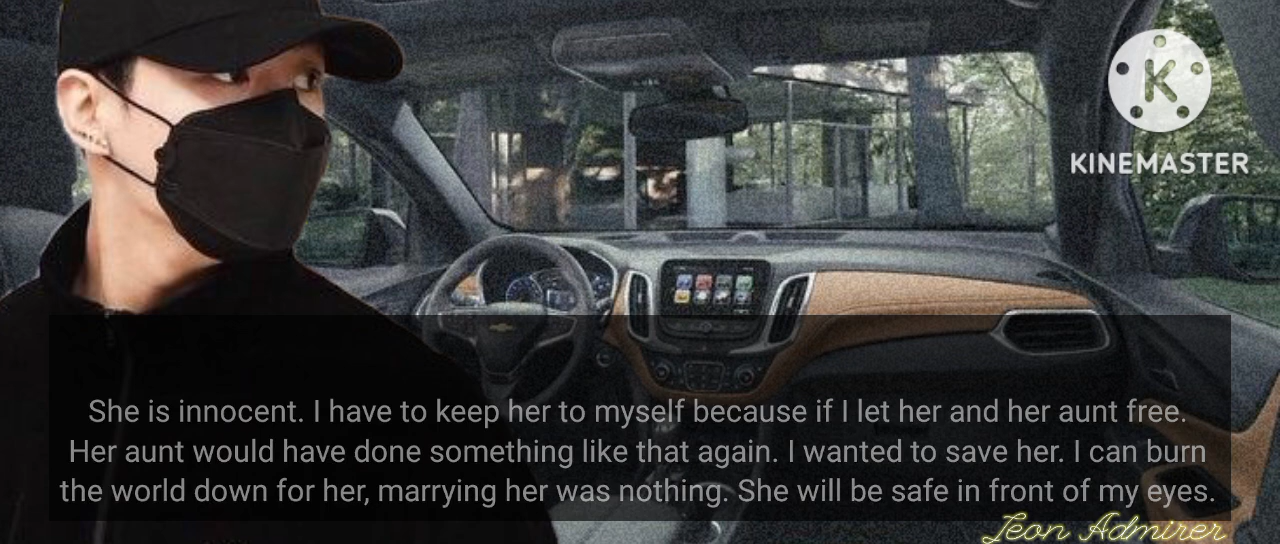 KINEMASTER
She is innocent. I have to keep her to myself because if I let her and her aunt free.
Her aunt would have done something like that again. I wanted to save her. I can burn
the world down for her, marrying her was nothing. She will be safe in front of my eyes.
Jeon Admirer